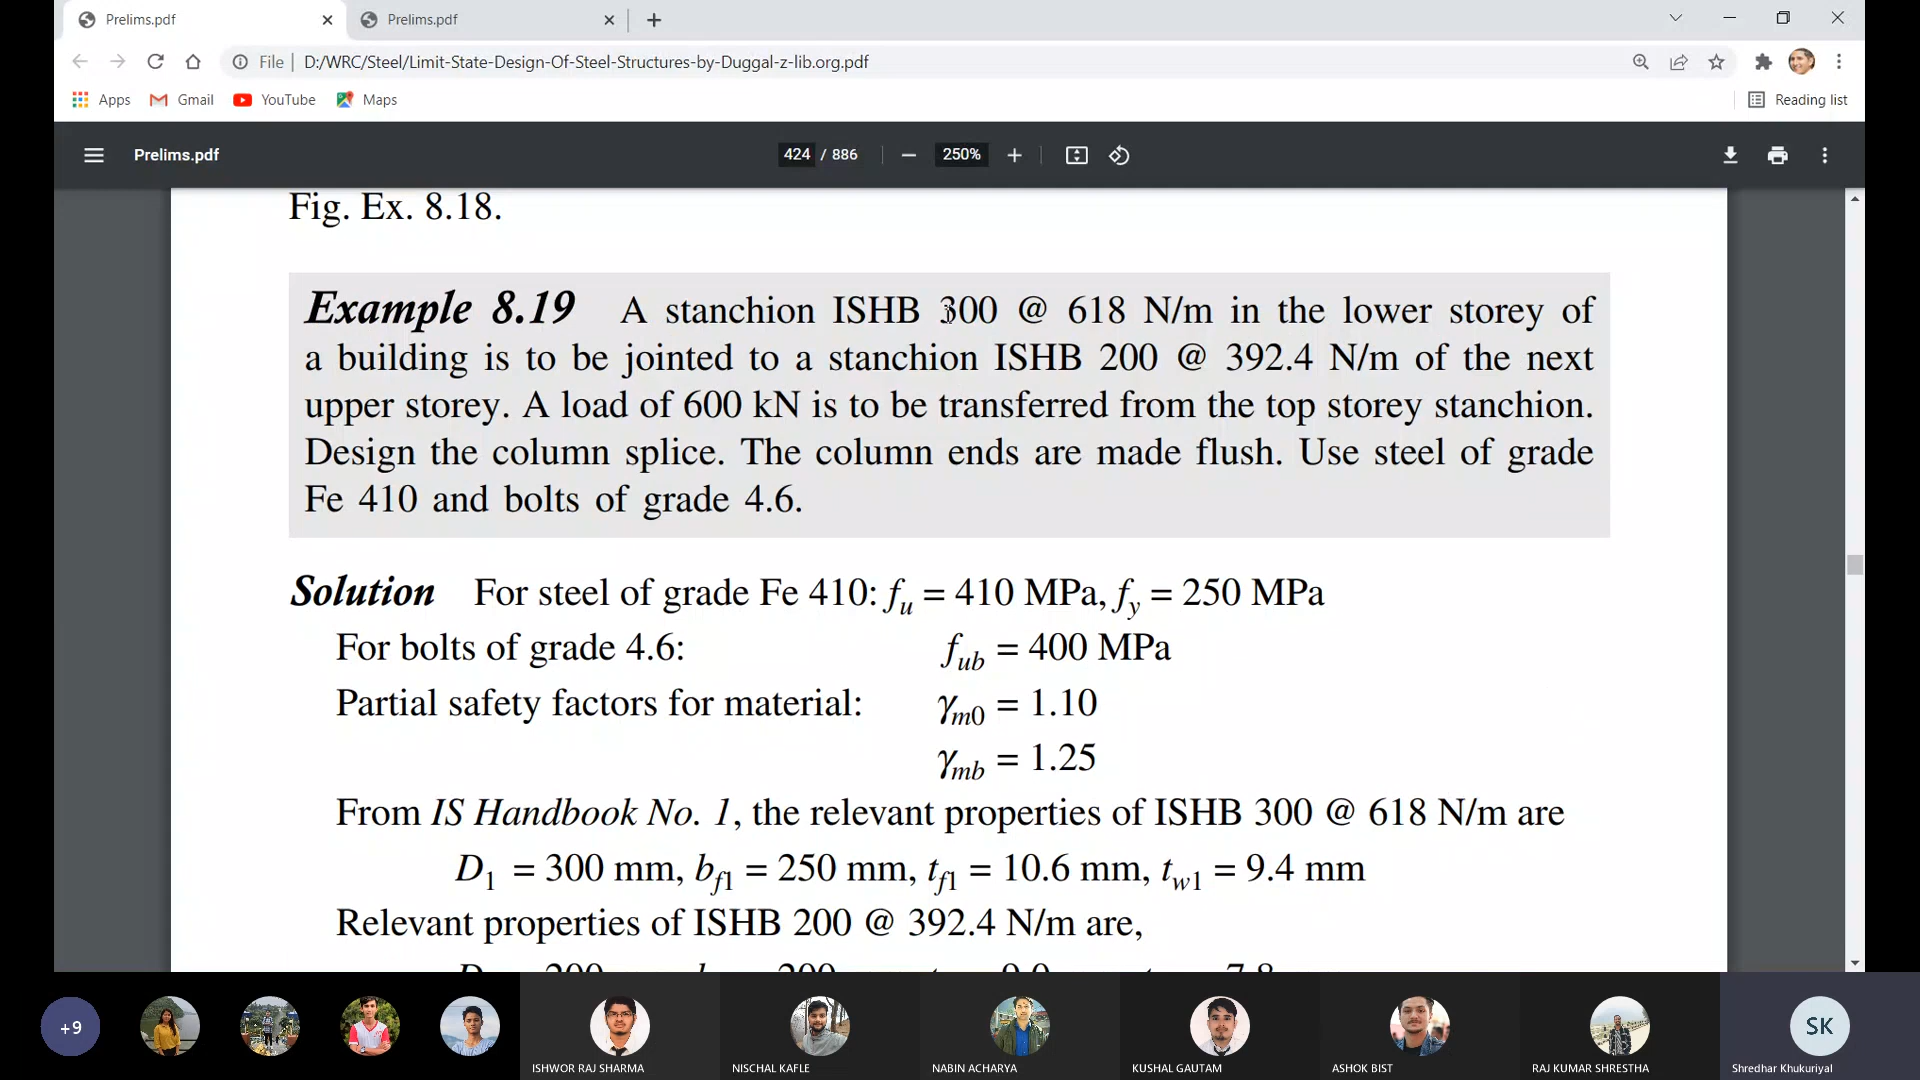 Prelims.pdf
Prelims.pdf
File | D:/WRC/Steel/Limit-State-Design-Of-Steel-Structures-by-Duggal-z-lib.org.pdf
Apps Gmail YouTube Maps Reading list
Prelims.pdf 424 / 886 250%
Fig. Ex. 8.18.
Example 8.19 A stanchion ISHB 300 @ 618 N/m in the lower storey of
a building is to be jointed to a stanchion ISHB 200 @ 392.4 N/m of the next
upper storey. A load of 600 kN is to be transferred from the top storey stanchion.
Design the column splice. The column ends are made flush. Use steel of grade
Fe 410 and bolts of grade 4.6.
Solution For steel of grade Fe 410: fu = 410 MPa, fy = 250 MPa
For bolts of grade 4.6: fub = 400 MPa
Partial safety factors for material: γm0 = 1.10
γmb = 1.25
From IS Handbook No. 1, the relevant properties of ISHB 300 @ 618 N/m are
D1 = 300 mm, bf1 = 250 mm, tf1 = 10.6 mm, tw1 = 9.4 mm
Relevant properties of ISHB 200 @ 392.4 N/m are,
+9
SK
ISHWOR RAJ SHARMA
NISCHAL KAFLE
NABIN ACHARYA
KUSHAL GAUTAM
ASHOK BIST
RAJ KUMAR SHRESTHA
Shredhar Khukuriyal